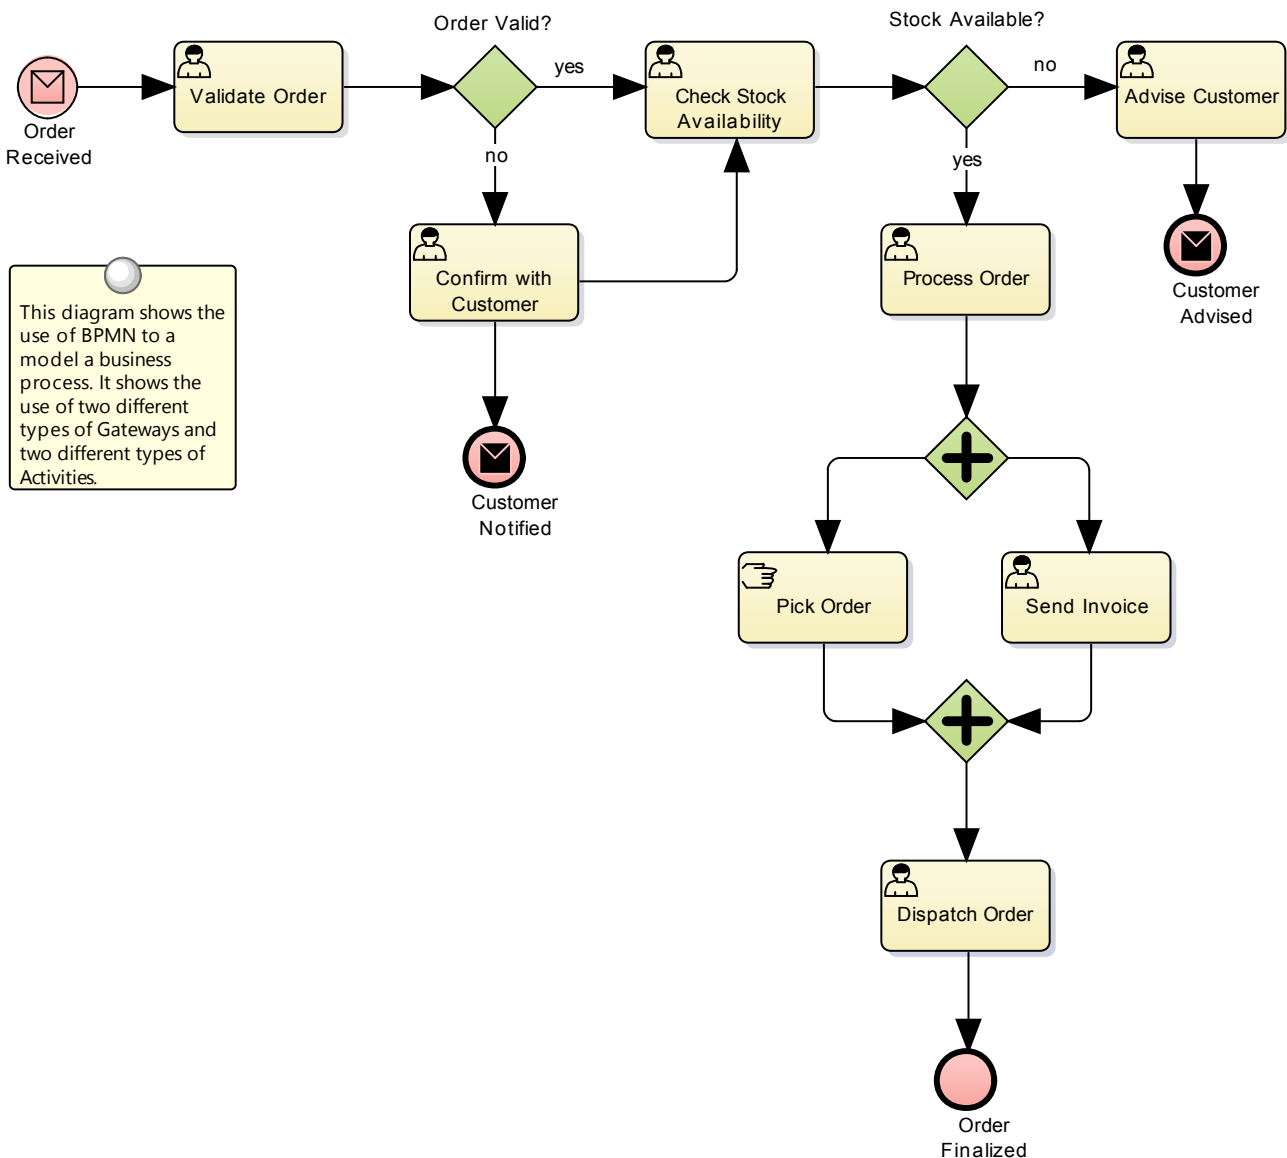 Order Valid?
Stock Available?
Order
Received
Validate Order
yes
no
Check Stock
Availability
no
yes
Advise Customer
Confirm with
Customer
Process Order
Customer
Advised
This diagram shows the
use of BPMN to a
model a business
process. It shows the
use of two different
types of Gateways and
two different types of
Activities.
Customer
Notified
Pick Order
Send Invoice
Dispatch Order
Order
Finalized